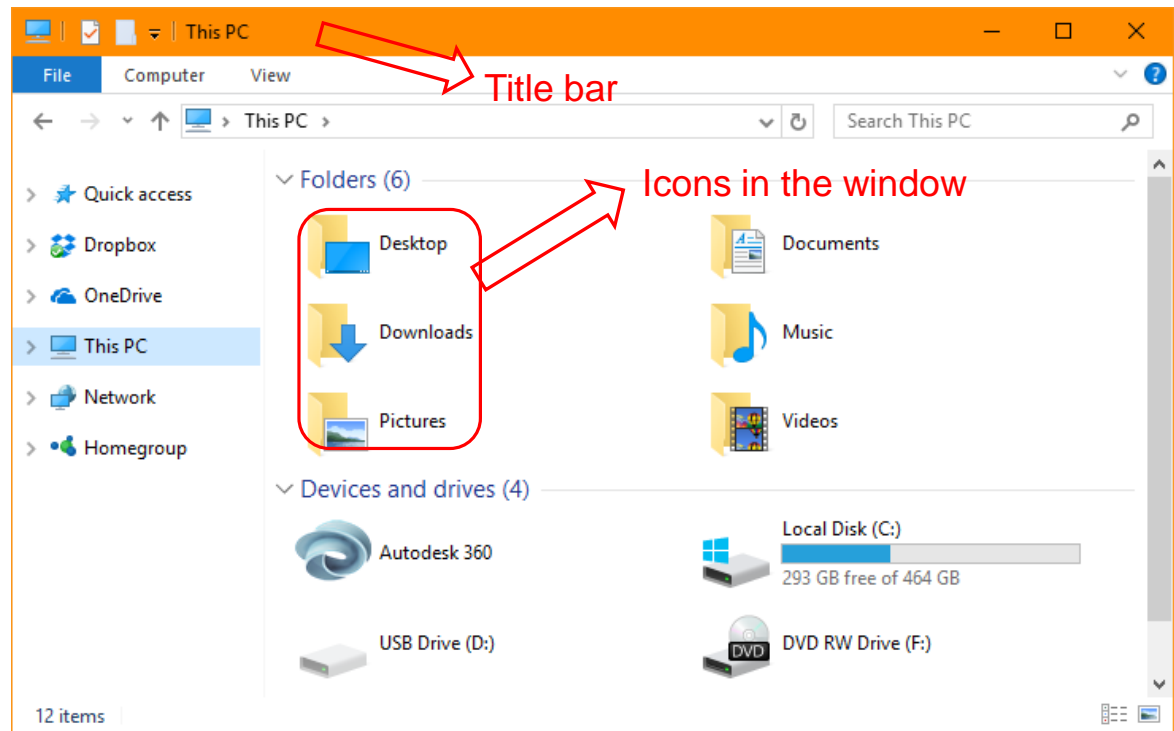 This PC
File Computer View
Title bar
This PC
Search This PC
Quick access
Dropbox
OneDrive
This PC
Network
Homegroup
Folders (6)
Icons in the window
Desktop
Documents
Downloads
Music
Pictures
Videos
Devices and drives (4)
Autodesk 360
Local Disk (C:)
293 GB free of 464 GB
USB Drive (D:)
DVD
DVD RW Drive (F:)
12 items